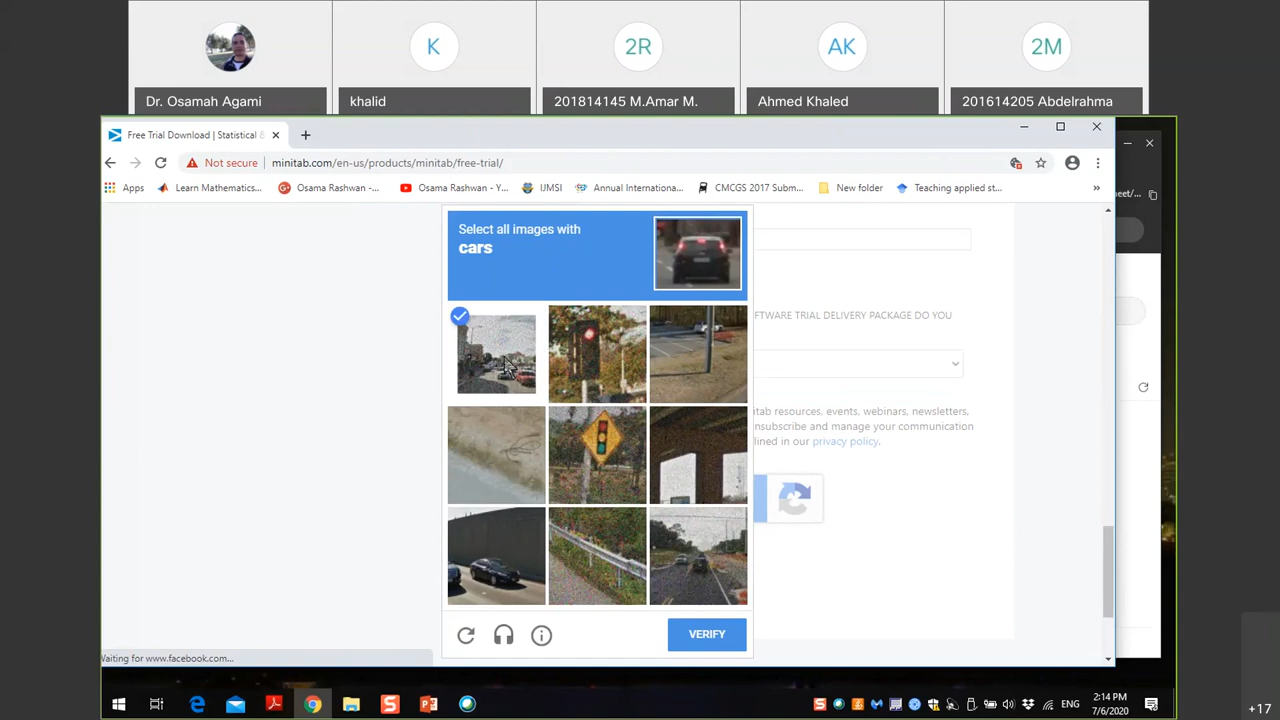 K
2R
AK
2M
Dr. Osamah Agami
khalid
201814145 M.Amar M.
Ahmed Khaled
201614205 Abdelrahma
Free Trial Download | Statistical &
Not secure
minitab.com/en-us/products/minitab/free-trial/
Apps
Learn Mathematics...
Osama Rashwan -...
Osama Rashwan - Y...
IJMSI
Annual Internationa...
CMCGS 2017 Subm...
New folder
Teaching applied st...
»
eet/...
Select all images with
cars
FTWARE TRIAL DELIVERY PACKAGE DO YOU
itab resources, events, webinars, newsletters,
nsubscribe and manage your communication
lined in our privacy policy.
VERIFY
Waiting for www.facebook.com...
ENG
2:14 PM
7/6/2020
+17